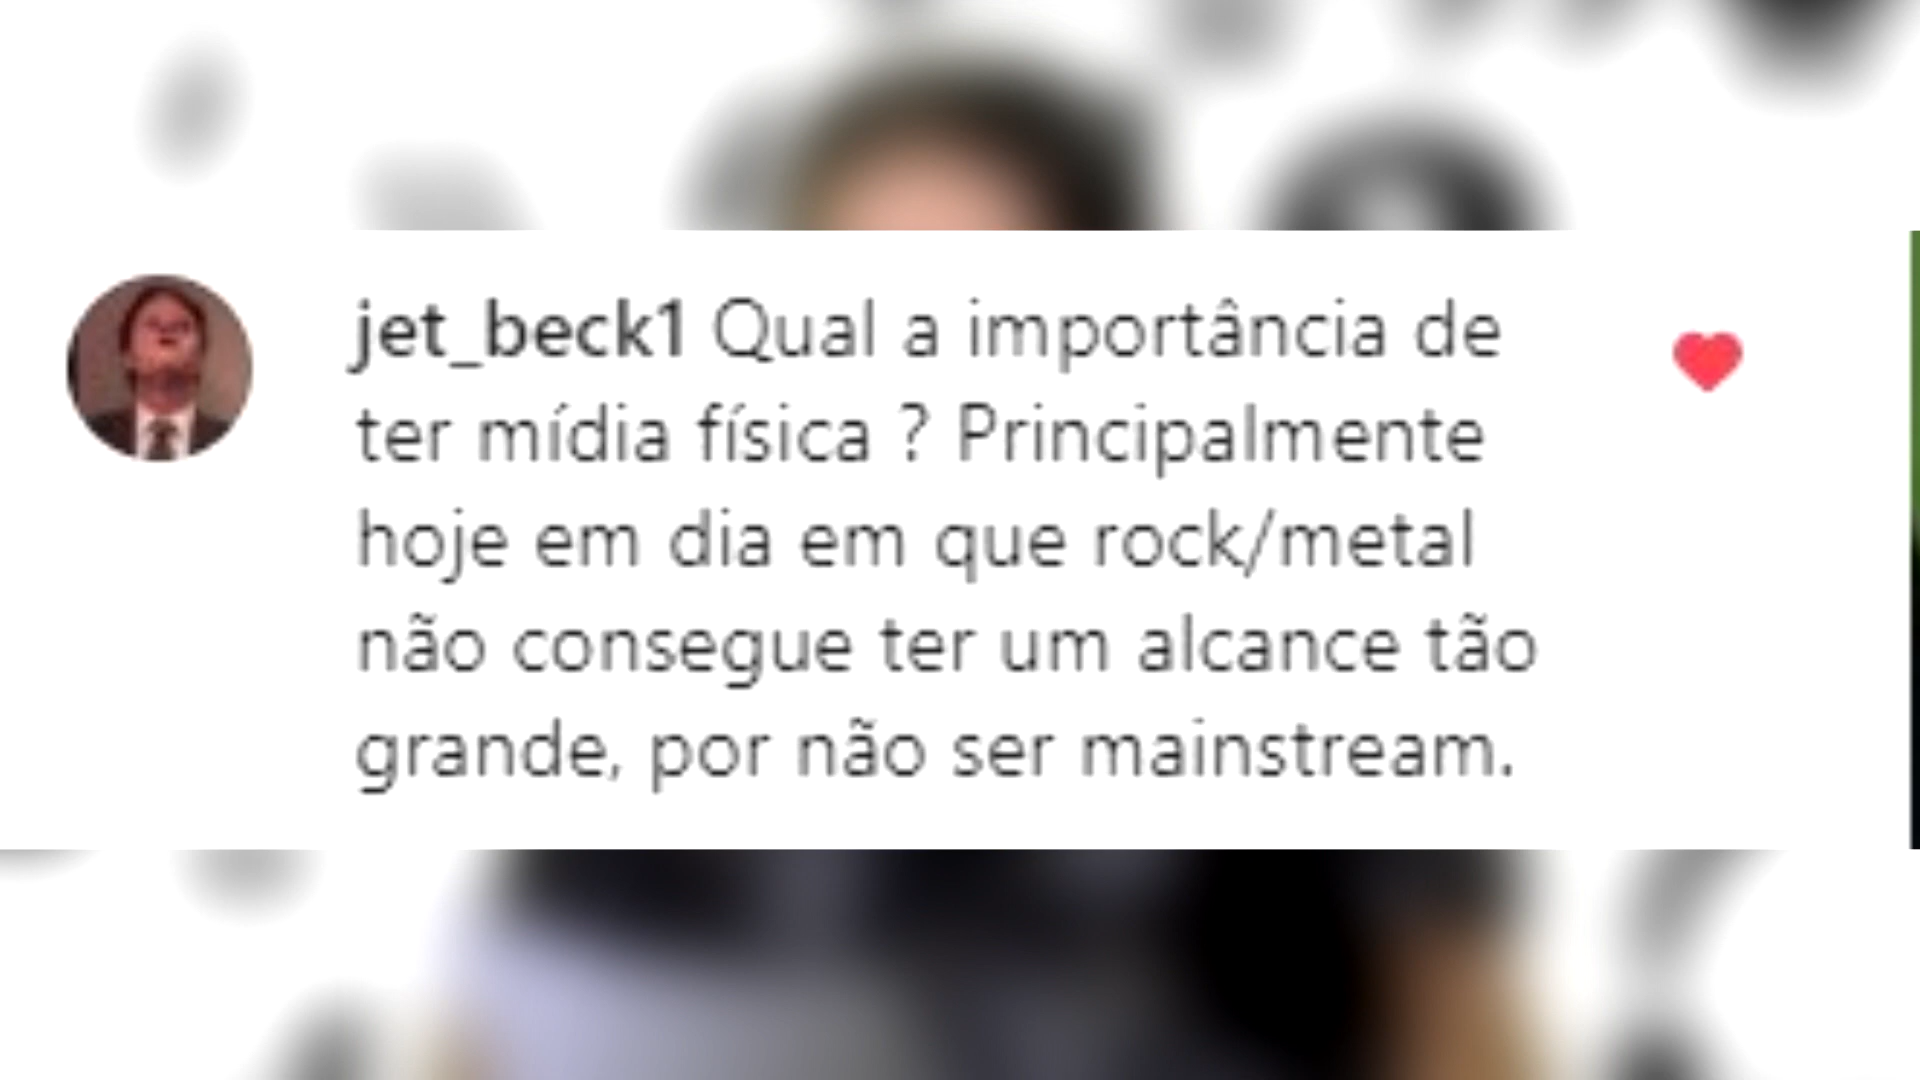 jet_beck1 Qual a importância de
ter mídia física ? Principalmente
hoje em dia em que rock/metal
não consegue ter um alcance tão
grande, por não ser mainstream.